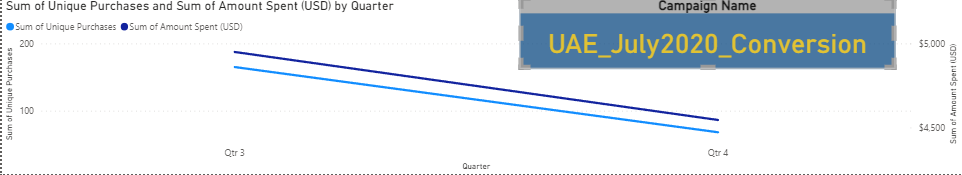 Sum of Unique Purchases and Sum of Amount Spent (USD) by Quarter
Campaign Name
Sum of Unique Purchases Sum of Amount Spent (USD)
UAE_July2020_Conversion
Sum of Unique Purchases
200
100
$5,000
$4,500
Sum of Amount Spent (USD)
Qtr 3
Qtr 4
Quarter